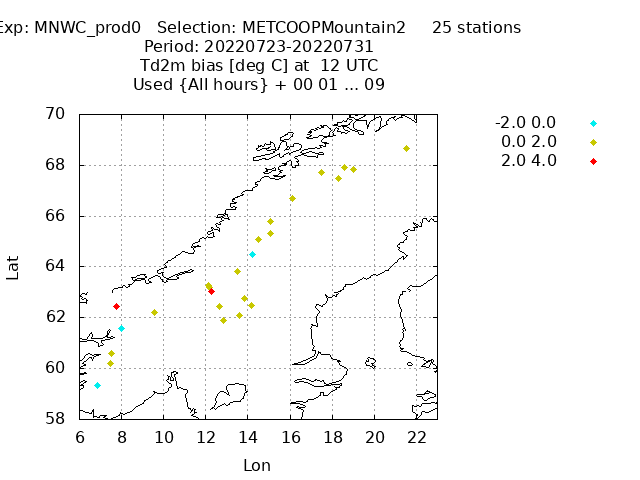 Exp: MNWC_prod0   Selection: METCOOPMountain2     25 stations
Period: 20220723-20220731
Td2m bias [deg C] at  12 UTC
Used {All hours} + 00 01 ... 09
-2.0 0.0
0.0 2.0
2.0 4.0
70
68
66
64
62
60
58
Lat
6 8 10 12 14 16 18 20 22
Lon